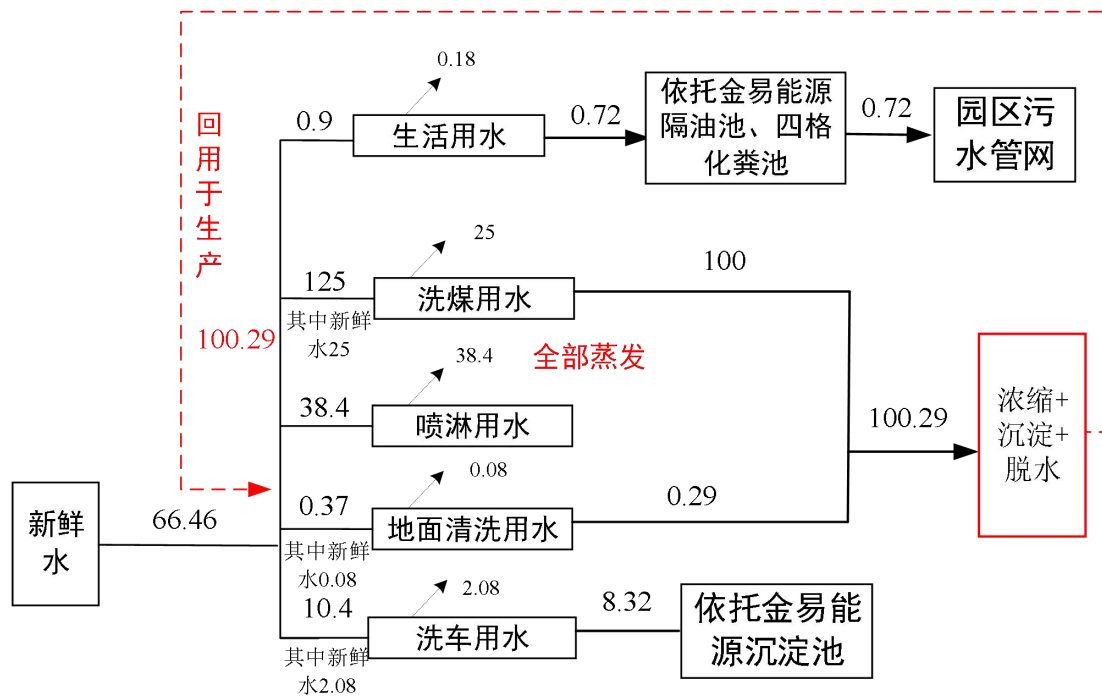 0.18
0.9
生活用水
0.72
依托金易能源
隔油池、四格
化粪池
0.72
园区污
水管网
回
用
于
生
产
25
125
洗煤用水
100
其中新鲜
水25
100.29
38.4
全部蒸发
38.4
喷淋用水
100.29
浓缩+
沉淀+
脱水
0.08
0.37
地面清洗用水
0.29
新鲜
水
66.46
其中新鲜
水0.08
10.4
2.08
洗车用水
8.32
依托金易能
源沉淀池
其中新鲜
水2.08